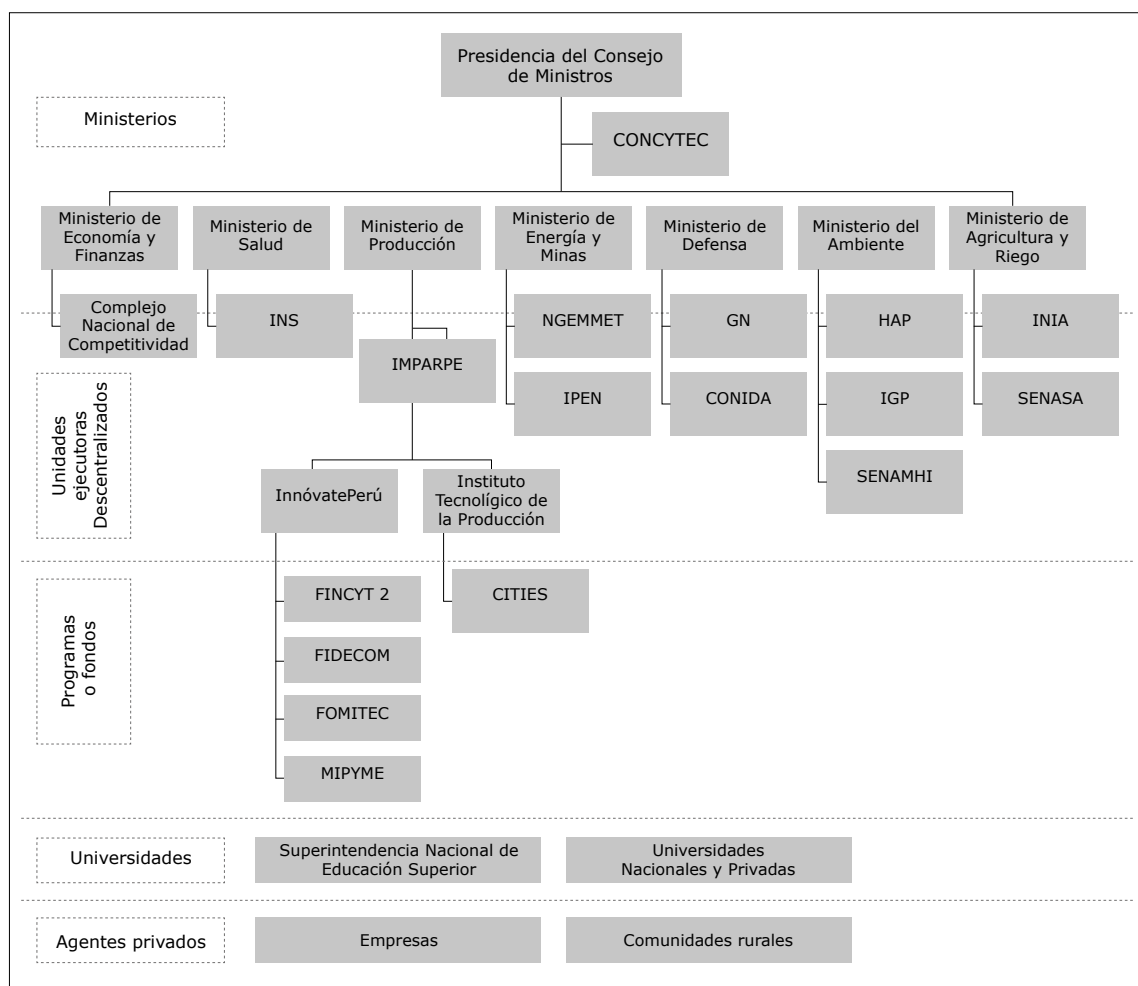 Presidencia del Consejo
de Ministros
Ministerios
CONCYTEC
Ministerio de
Economía y
Finanzas
Ministerio de
Salud
Ministerio de
Producción
Ministerio de
Energía y
Minas
Ministerio de
Defensa
Ministerio del
Ambiente
Ministerio de
Agricultura y
Riego
Complejo
Nacional de
Competitividad
INS
IMPARPE
NGEMMET
GN
HAP
INIA
IPEN
CONIDA
IGP
SENASA
SENAMHI
Unidades
ejecutoras
Descentralizados
InnóvatePerú
Instituto
Tecnológico de
la Producción
Programas
o fondos
FINCYT 2
CITIES
FIDECOM
FOMITEC
MIPYME
Universidades
Superintendencia Nacional de
Educación Superior
Universidades
Nacionales y Privadas
Agentes privados
Empresas
Comunidades rurales